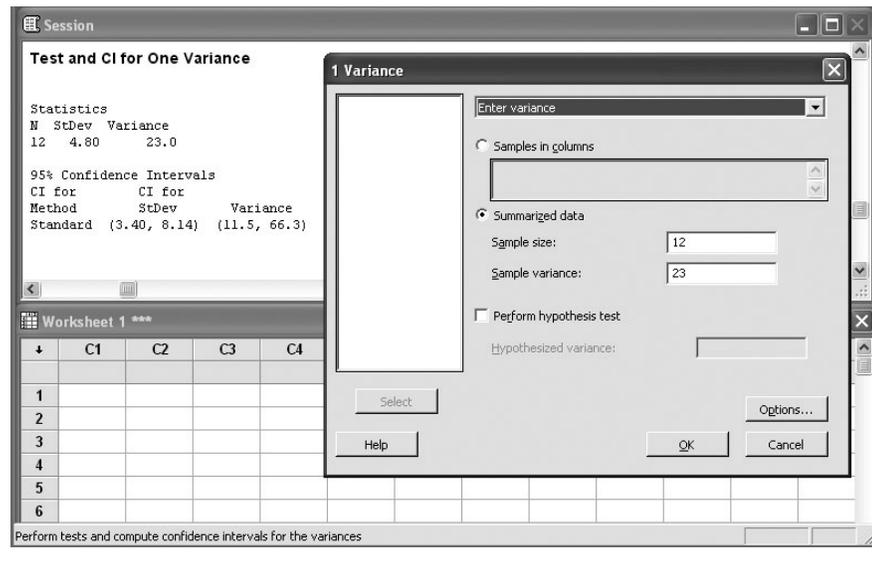 Session
Test and CI for One Variance
Statistics
N StDev Variance
12 4.80 23.0
95% Confidence Intervals
CI for CI for
Method StDev Variance
Standard (3.40, 8.14) (11.5, 66.3)
1 Variance
Enter variance
Samples in columns
Summarized data
Sample size: 12
Sample variance: 23
Perform hypothesis test
Hypothesized variance:
Select
Options...
Help OK Cancel
Worksheet 1 ***
C1 C2 C3 C4
1
2
3
4
5
6
Perform tests and compute confidence intervals for the variances